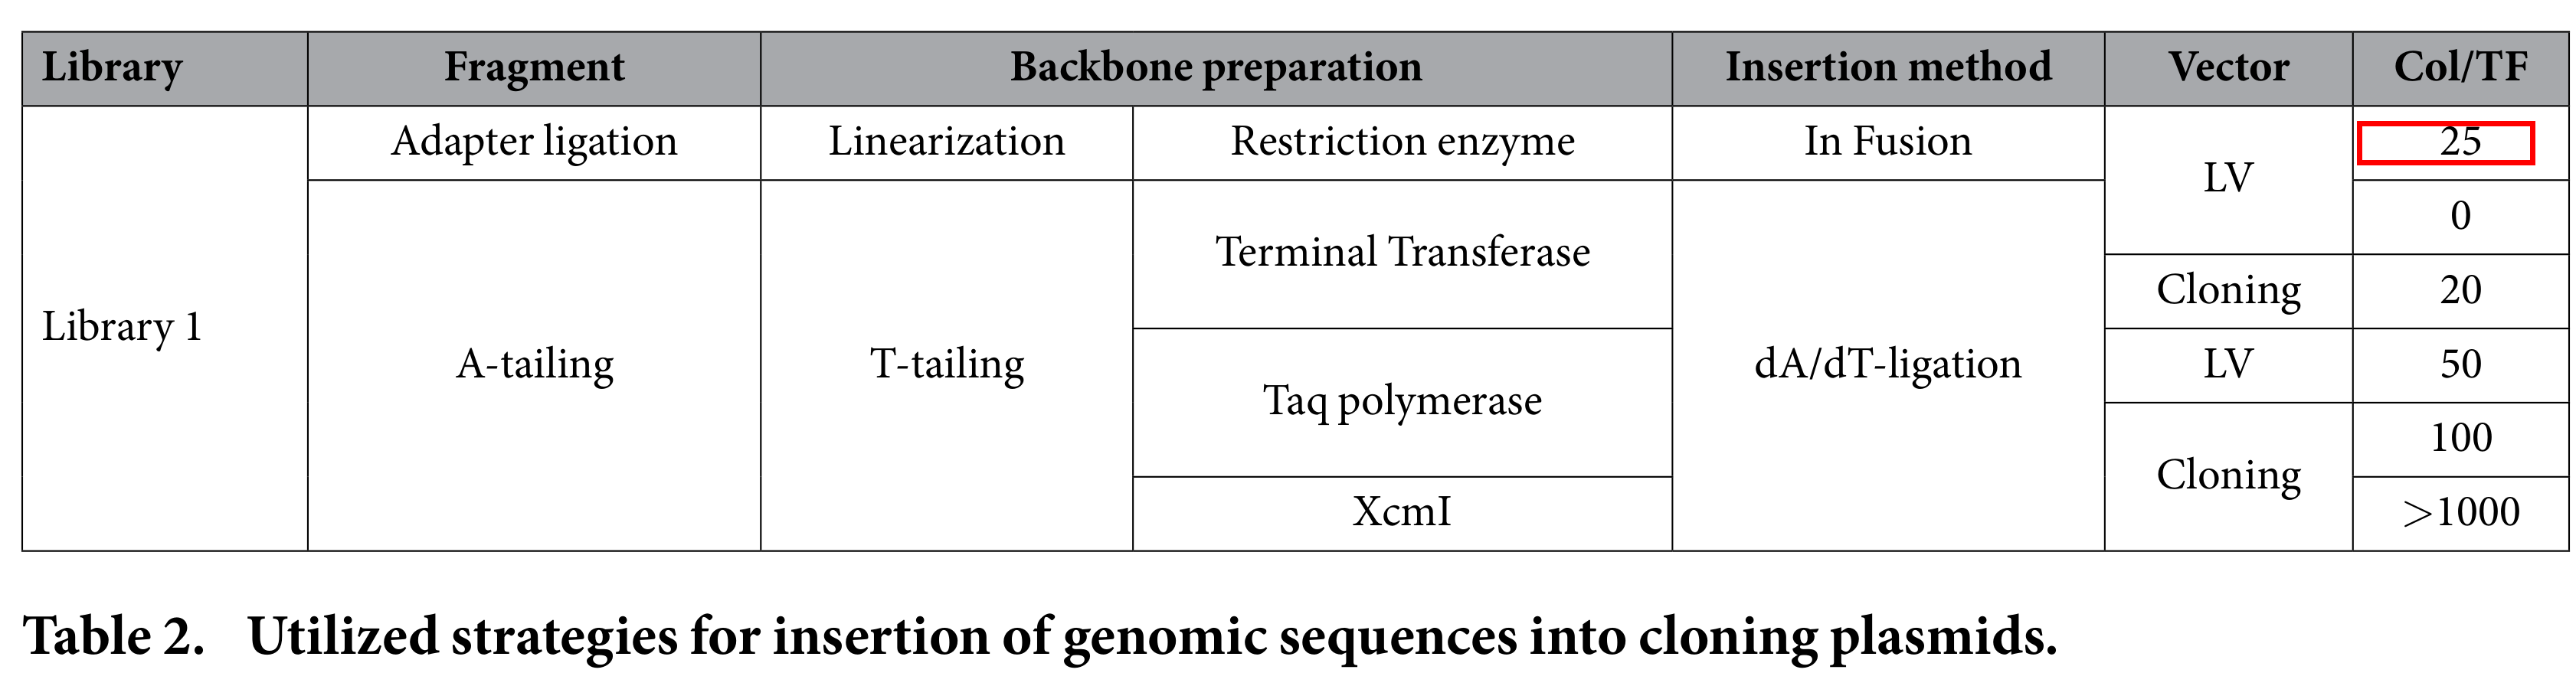 Library Fragment Backbone preparation Insertion method Vector Col/TF
Adapter ligation Linearization Restriction enzyme In Fusion 25
LV
0
Terminal Transferase
Cloning 20
Library 1
A-tailing T-tailing dA/dT-ligation LV 50
Taq polymerase
100
Cloning
XcmI >1000
Table 2. Utilized strategies for insertion of genomic sequences into cloning plasmids.